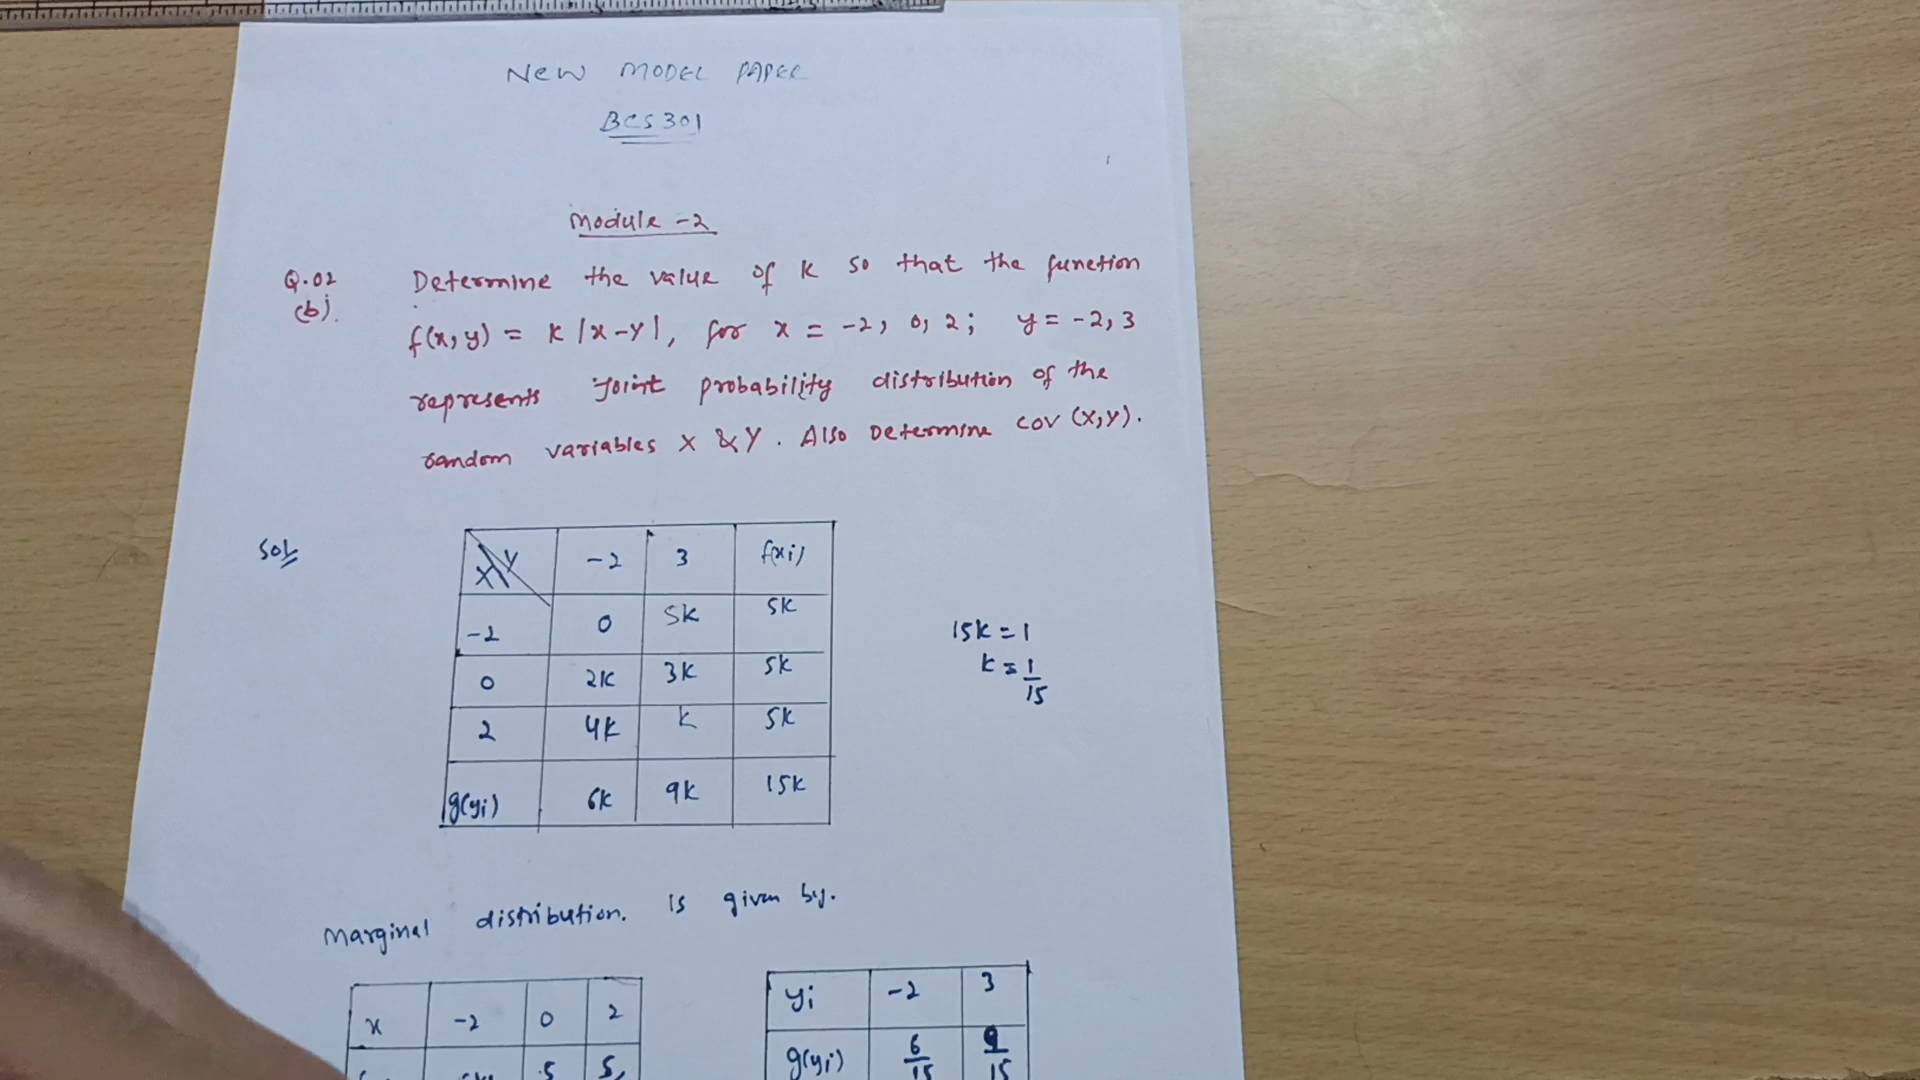 NEW MODEL PAPER
BCS301
Module -2
Q.02 Determine the value of k so that the function
(b). f(x,y) = k |x-y|, for x = -2, 0, 2; y = -2, 3
represents Joint probability distribution of the
random variables X & Y. Also Determine cov (X,Y).
Sol
X Y -2 3 f(xi)
-2 0 5k 5k
0 2k 3k 5k
2 4k k 5k
g(yi) 6k 9k 15k
15k = 1
k = 1/15
Marginal distribution. is given by.
x -2 0 2
5 5
yi -2 3
g(yi) 6/15 9/15